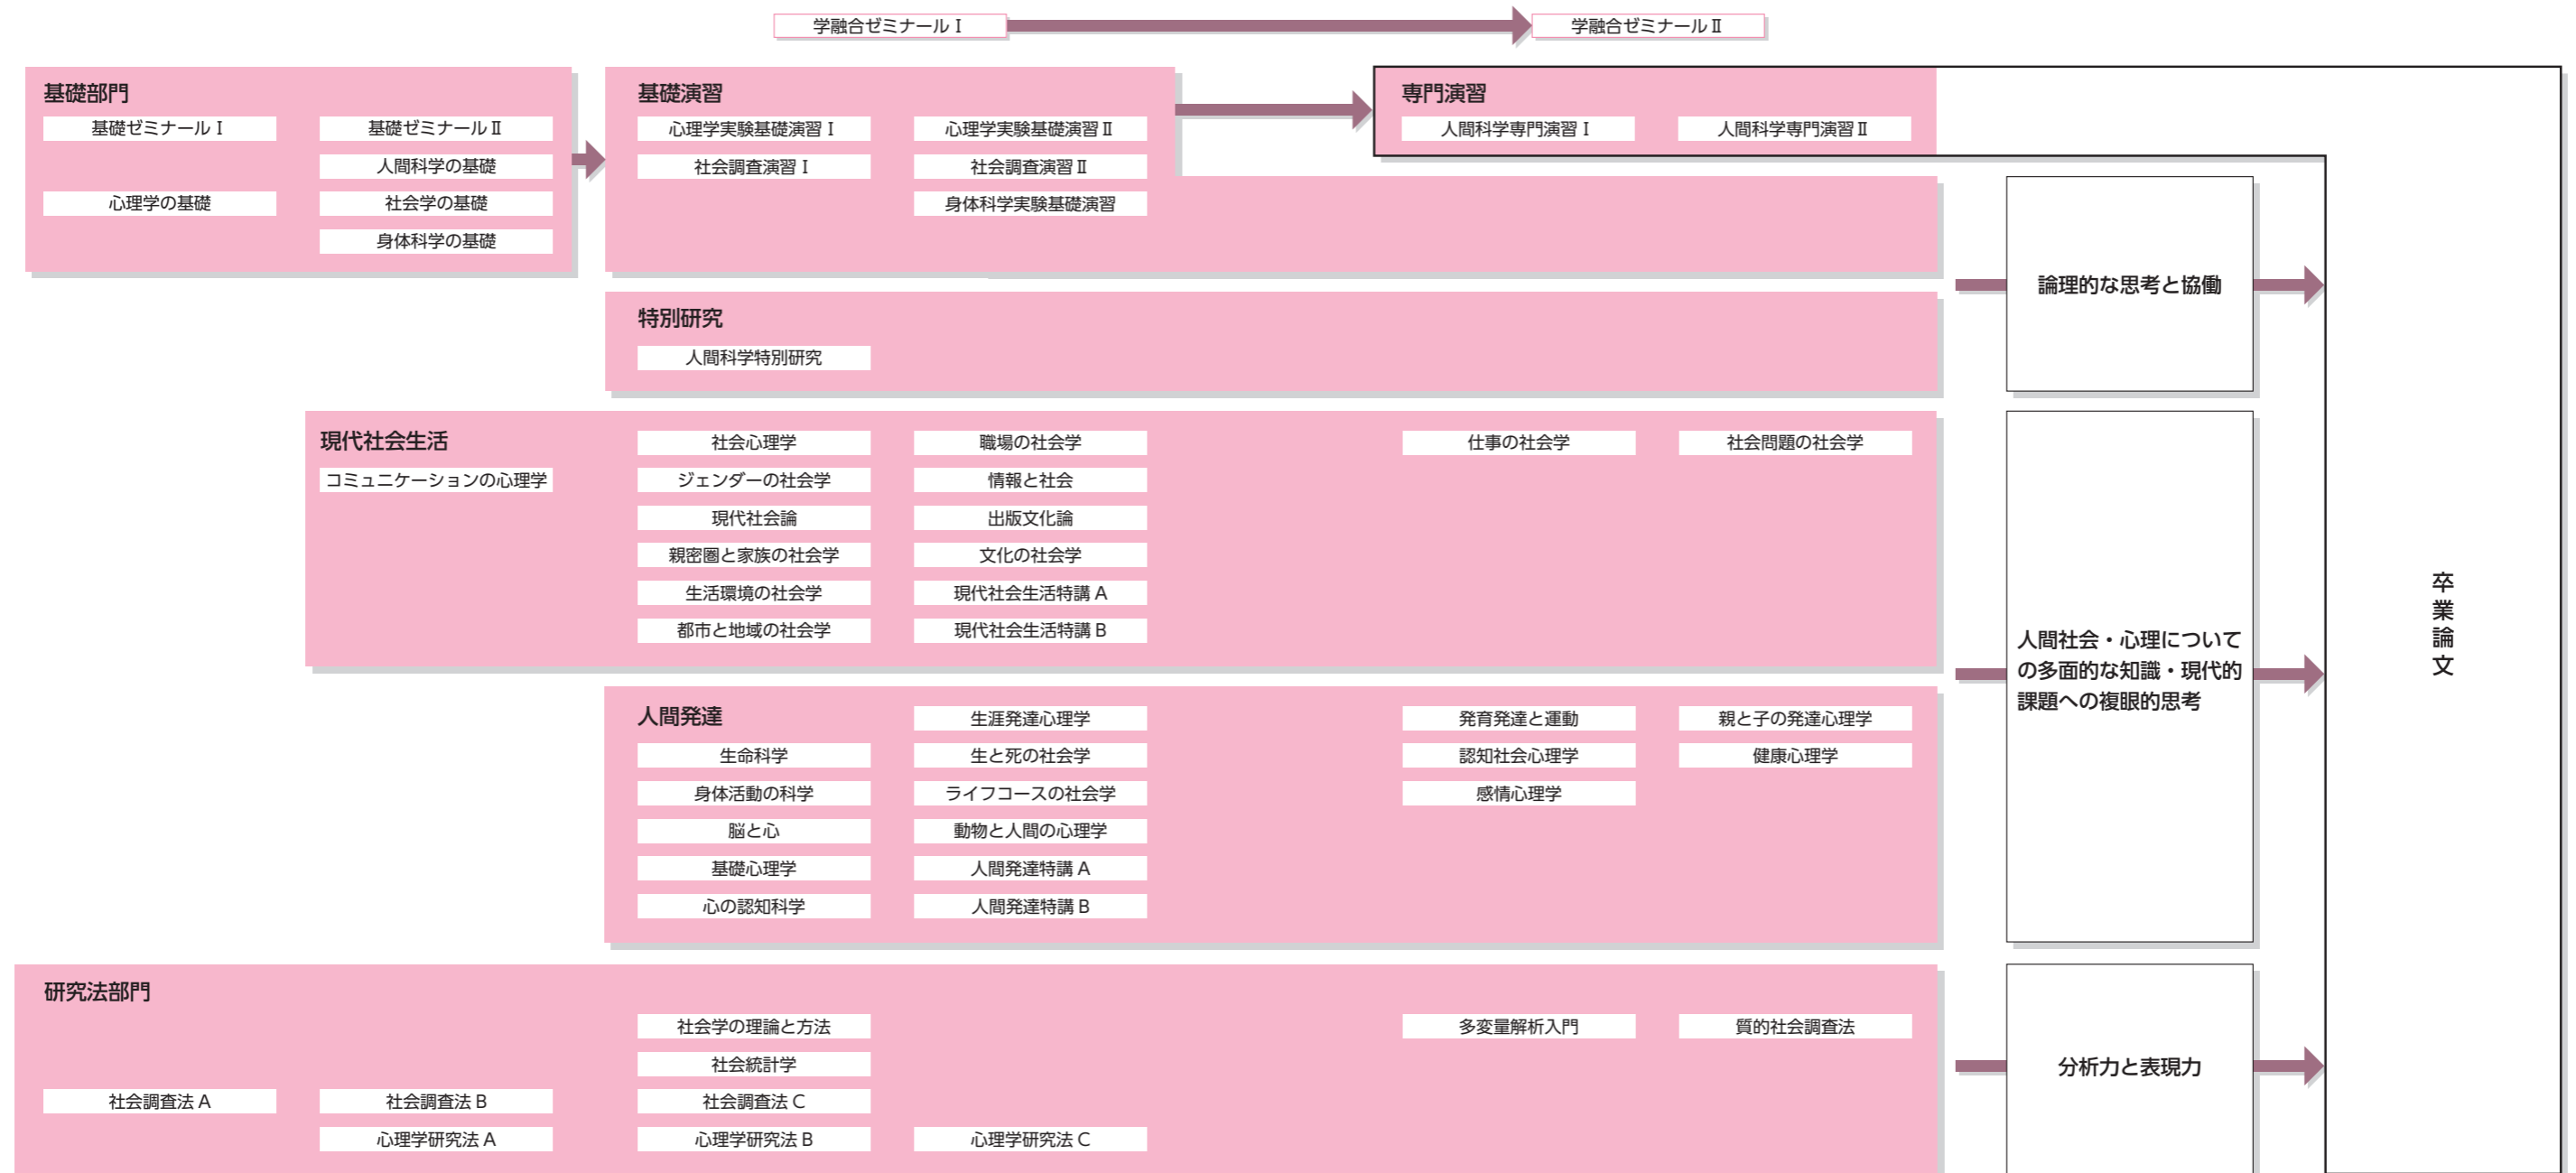 学融合ゼミナールⅠ
学融合ゼミナールⅡ
基礎部門
基礎ゼミナールⅠ
基礎ゼミナールⅡ
人間科学の基礎
心理学の基礎
社会学の基礎
身体科学の基礎
基礎演習
心理学実験基礎演習Ⅰ
心理学実験基礎演習Ⅱ
社会調査演習Ⅰ
社会調査演習Ⅱ
身体科学実験基礎演習
専門演習
人間科学専門演習Ⅰ
人間科学専門演習Ⅱ
特別研究
人間科学特別研究
論理的な思考と協働
現代社会生活
社会心理学
職場の社会学
仕事の社会学
社会問題の社会学
コミュニケーションの心理学
ジェンダーの社会学
情報と社会
現代社会論
出版文化論
親密圏と家族の社会学
文化の社会学
生活環境の社会学
現代社会生活特講 A
都市と地域の社会学
現代社会生活特講 B
人間発達
生涯発達心理学
発育発達と運動
親と子の発達心理学
生命科学
生と死の社会学
認知社会心理学
健康心理学
身体活動の科学
ライフコースの社会学
感情心理学
脳と心
動物と人間の心理学
基礎心理学
人間発達特講 A
心の認知科学
人間発達特講 B
人間社会・心理について
の多面的な知識・現代的
課題への複眼的思考
研究法部門
社会学の理論と方法
多変量解析入門
質的社会調査法
社会統計学
社会調査法 A
社会調査法 B
社会調査法 C
心理学研究法 A
心理学研究法 B
心理学研究法 C
分析力と表現力
卒業論文